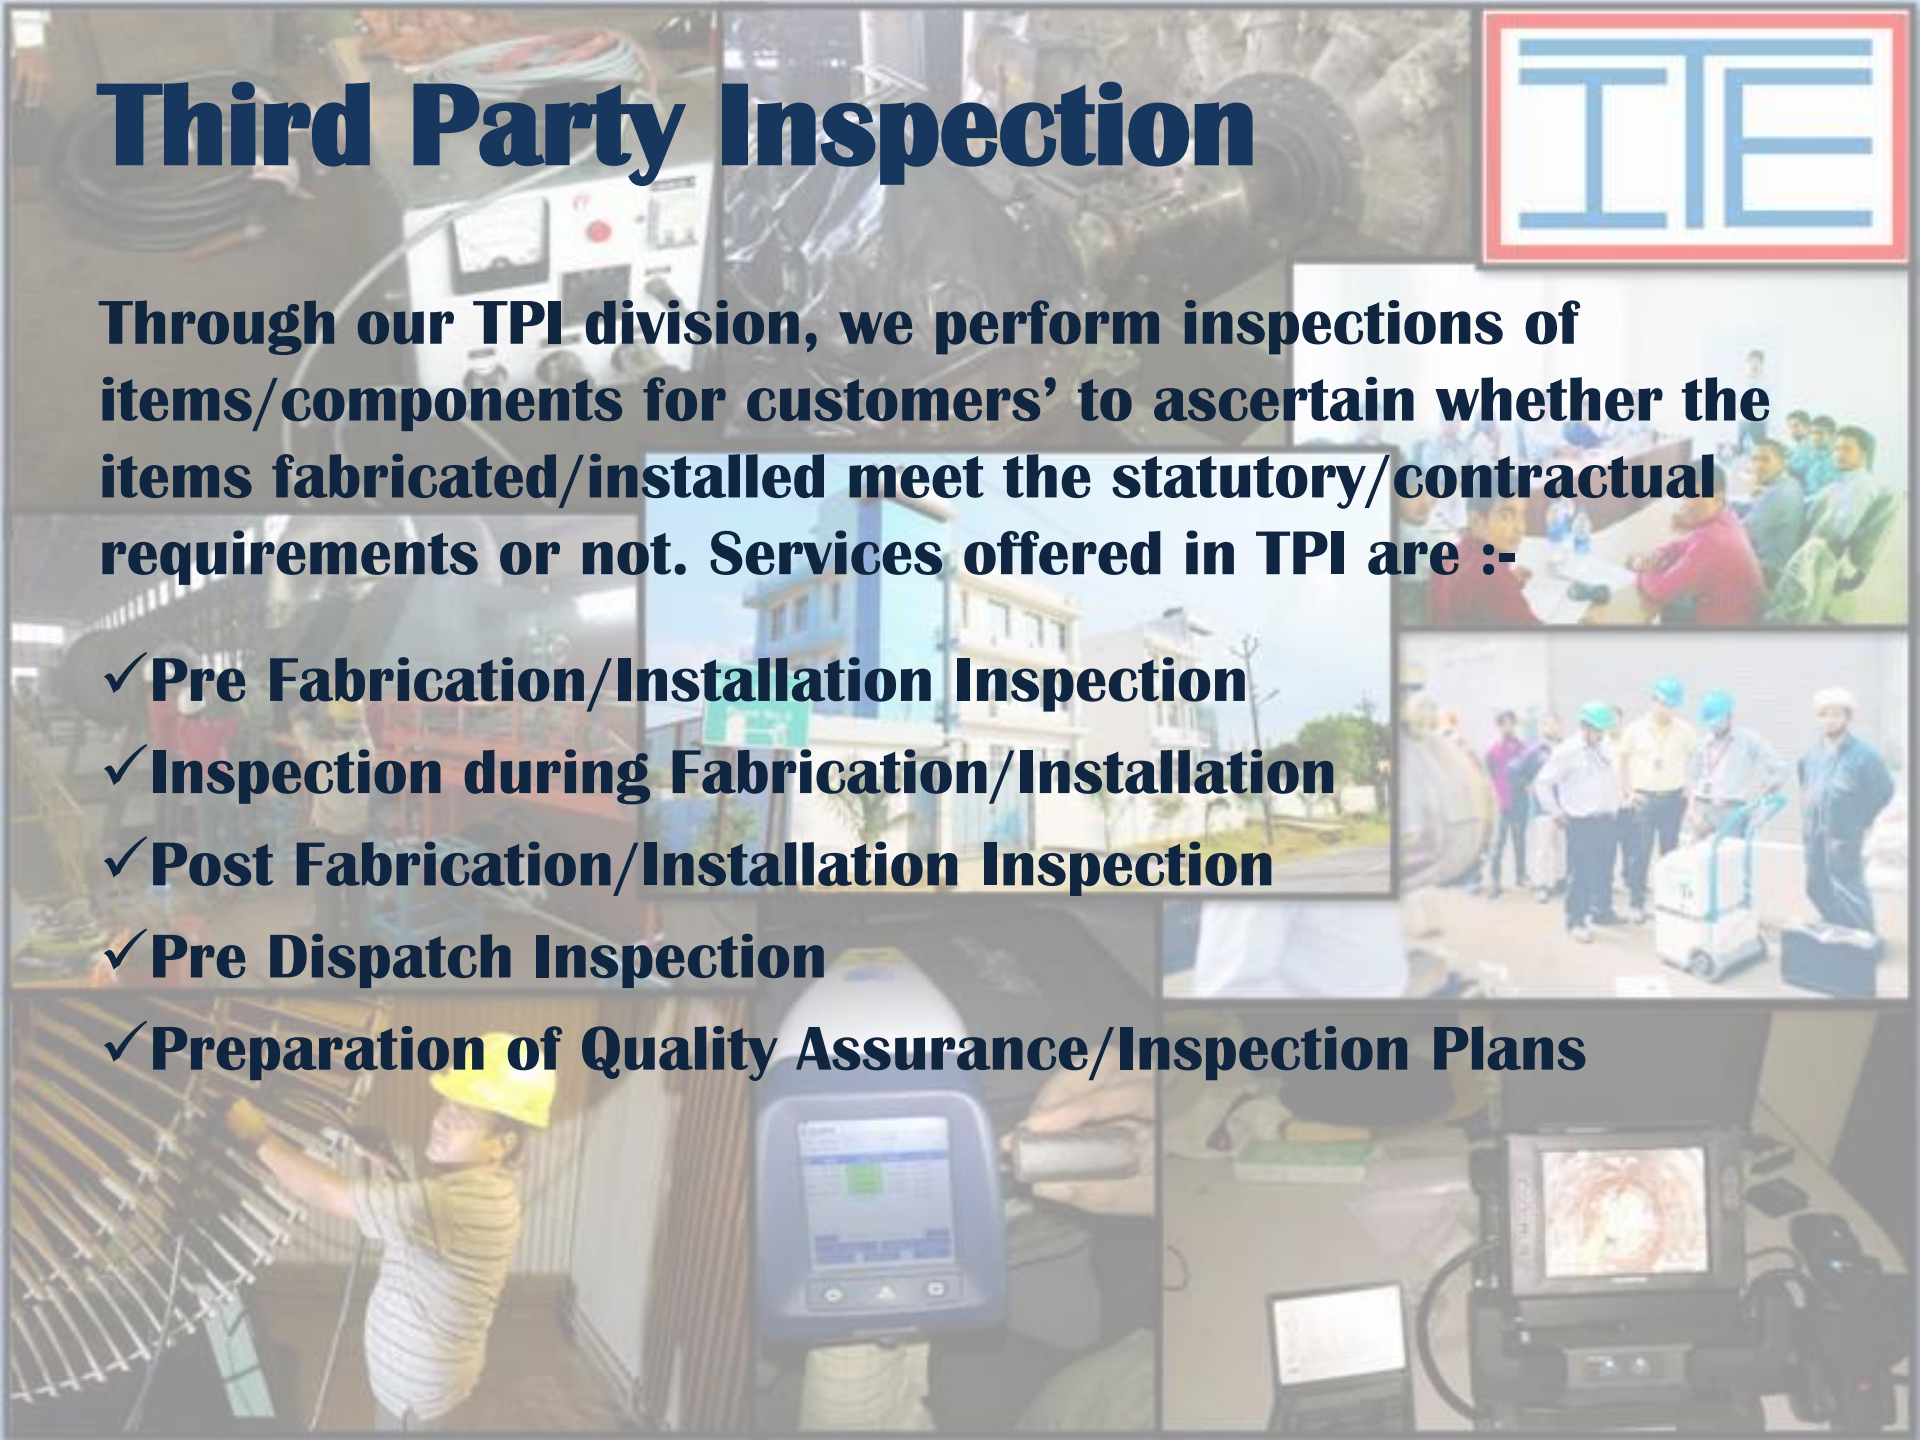 Third Party Inspection
ITE
Through our TPI division, we perform inspections of
items/components for customers’ to ascertain whether the
items fabricated/installed meet the statutory/contractual
requirements or not. Services offered in TPI are :-
✓Pre Fabrication/Installation Inspection
✓Inspection during Fabrication/Installation
✓Post Fabrication/Installation Inspection
✓Pre Dispatch Inspection
✓Preparation of Quality Assurance/Inspection Plans